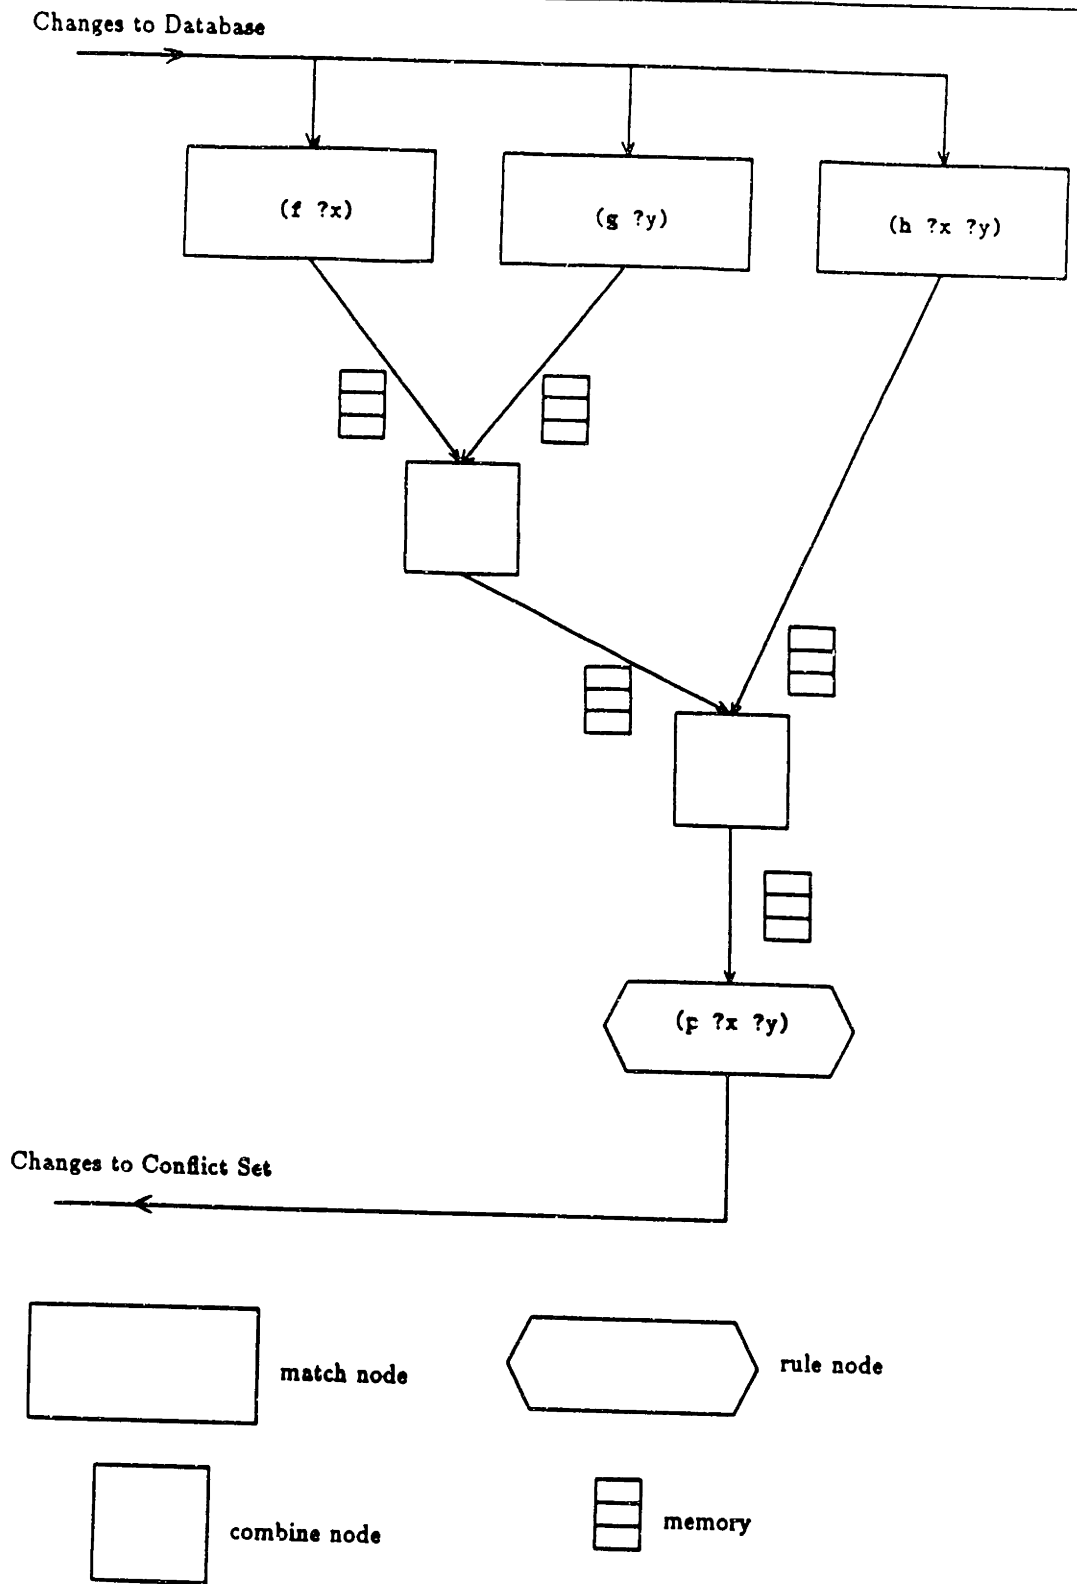 Changes to Database
(f ?x)
(g ?y)
(h ?x ?y)
(p ?x ?y)
Changes to Conflict Set
match node
rule node
combine node
memory